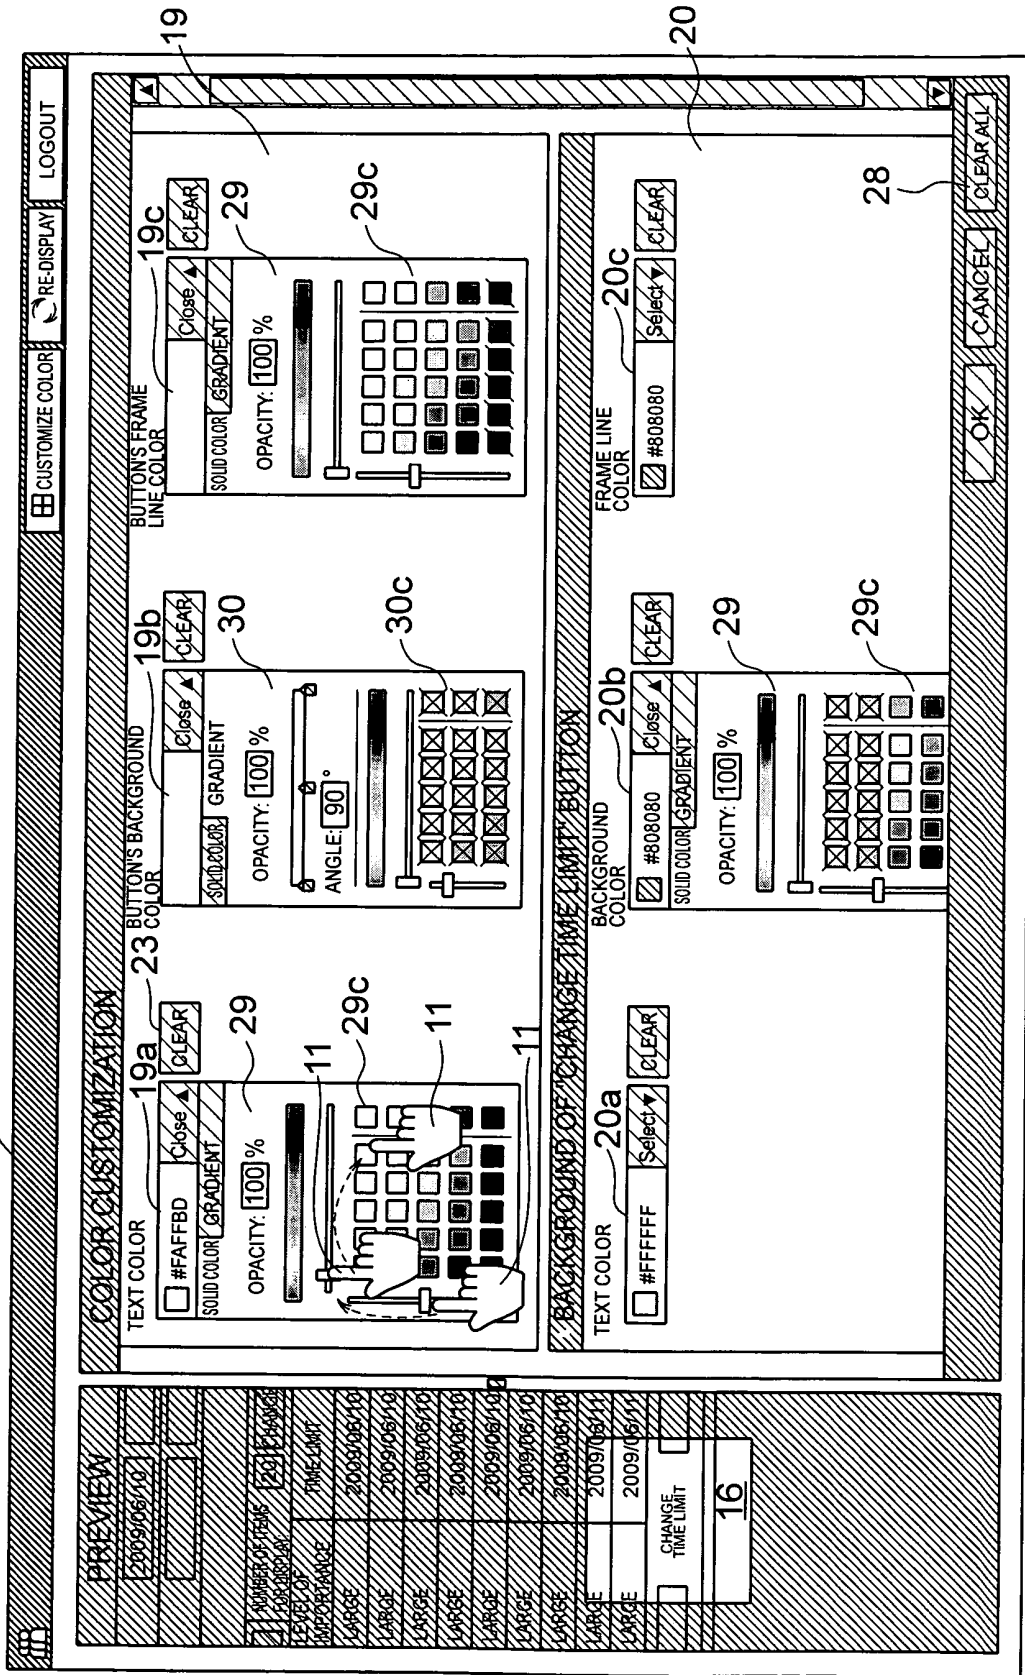 CUSTOMIZE COLOR
RE-DISPLAY
LOGOUT
PREVIEW
2009/06/10
NUMBER OF ITEMS
FOR DISPLAY
20
CHANGE
LEVEL OF
IMPORTANCE
TIME LIMIT
LARGE 2009/06/10
LARGE 2009/06/10
LARGE 2009/06/10
LARGE 2009/06/10
LARGE 2009/06/10
LARGE 2009/06/10
LARGE 2009/06/10
LARGE 2009/06/11
LARGE 2009/06/11
CHANGE
TIME LIMIT
16
COLOR CUSTOMIZATION
TEXT COLOR
19a
23
#FAFFBD
Close ▲
CLEAR
SOLID COLOR
GRADIENT
OPACITY: 100 %
29
11
29c
11
11
BUTTON'S BACKGROUND
COLOR
19b
Close ▲
CLEAR
SOLID COLOR
GRADIENT
30
OPACITY: 100 %
ANGLE: 90 °
30c
BUTTON'S FRAME
LINE COLOR
19c
Close ▲
CLEAR
SOLID COLOR
GRADIENT
29
OPACITY: 100 %
29c
19
BACKGROUND OF "CHANGE TIME LIMIT" BUTTON
TEXT COLOR
20a
#FFFFFF
Select ▼
CLEAR
BACKGROUND
COLOR
20b
#808080
Close ▲
CLEAR
SOLID COLOR
GRADIENT
OPACITY: 100 %
29
29c
FRAME LINE
COLOR
20c
#808080
Select ▼
CLEAR
20
28
OK
CANCEL
CLEAR ALL